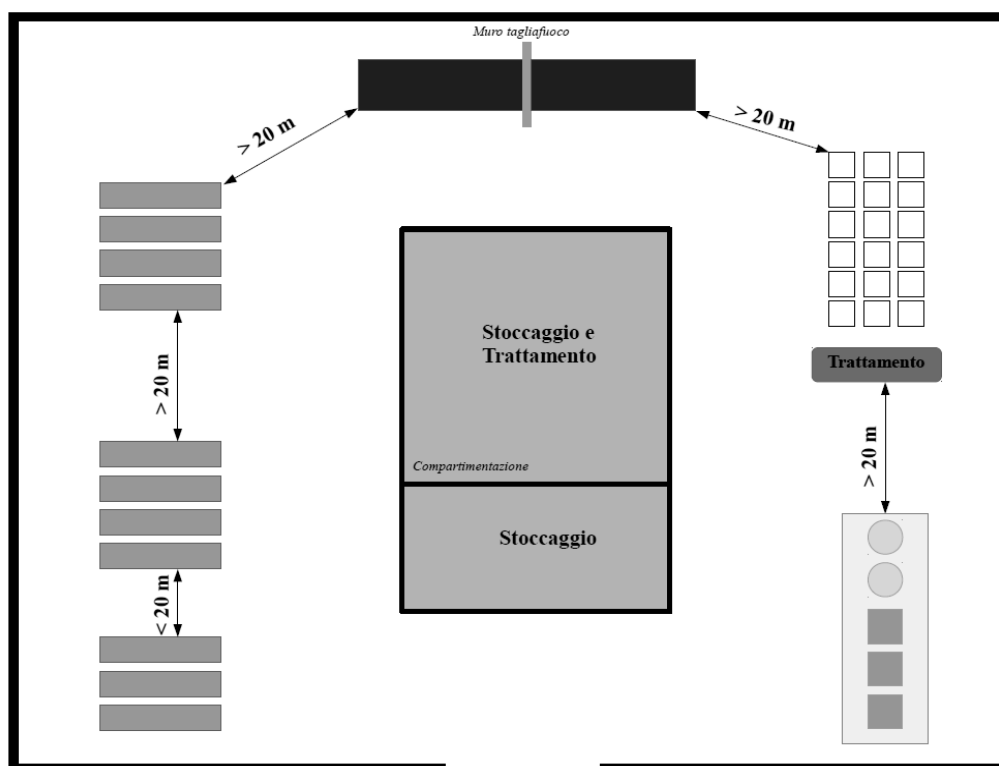 Muro tagliafuoco
> 20 m
> 20 m
> 20 m
Stoccaggio e
Trattamento
Trattamento
> 20 m
Compartimentazione
Stoccaggio
< 20 m